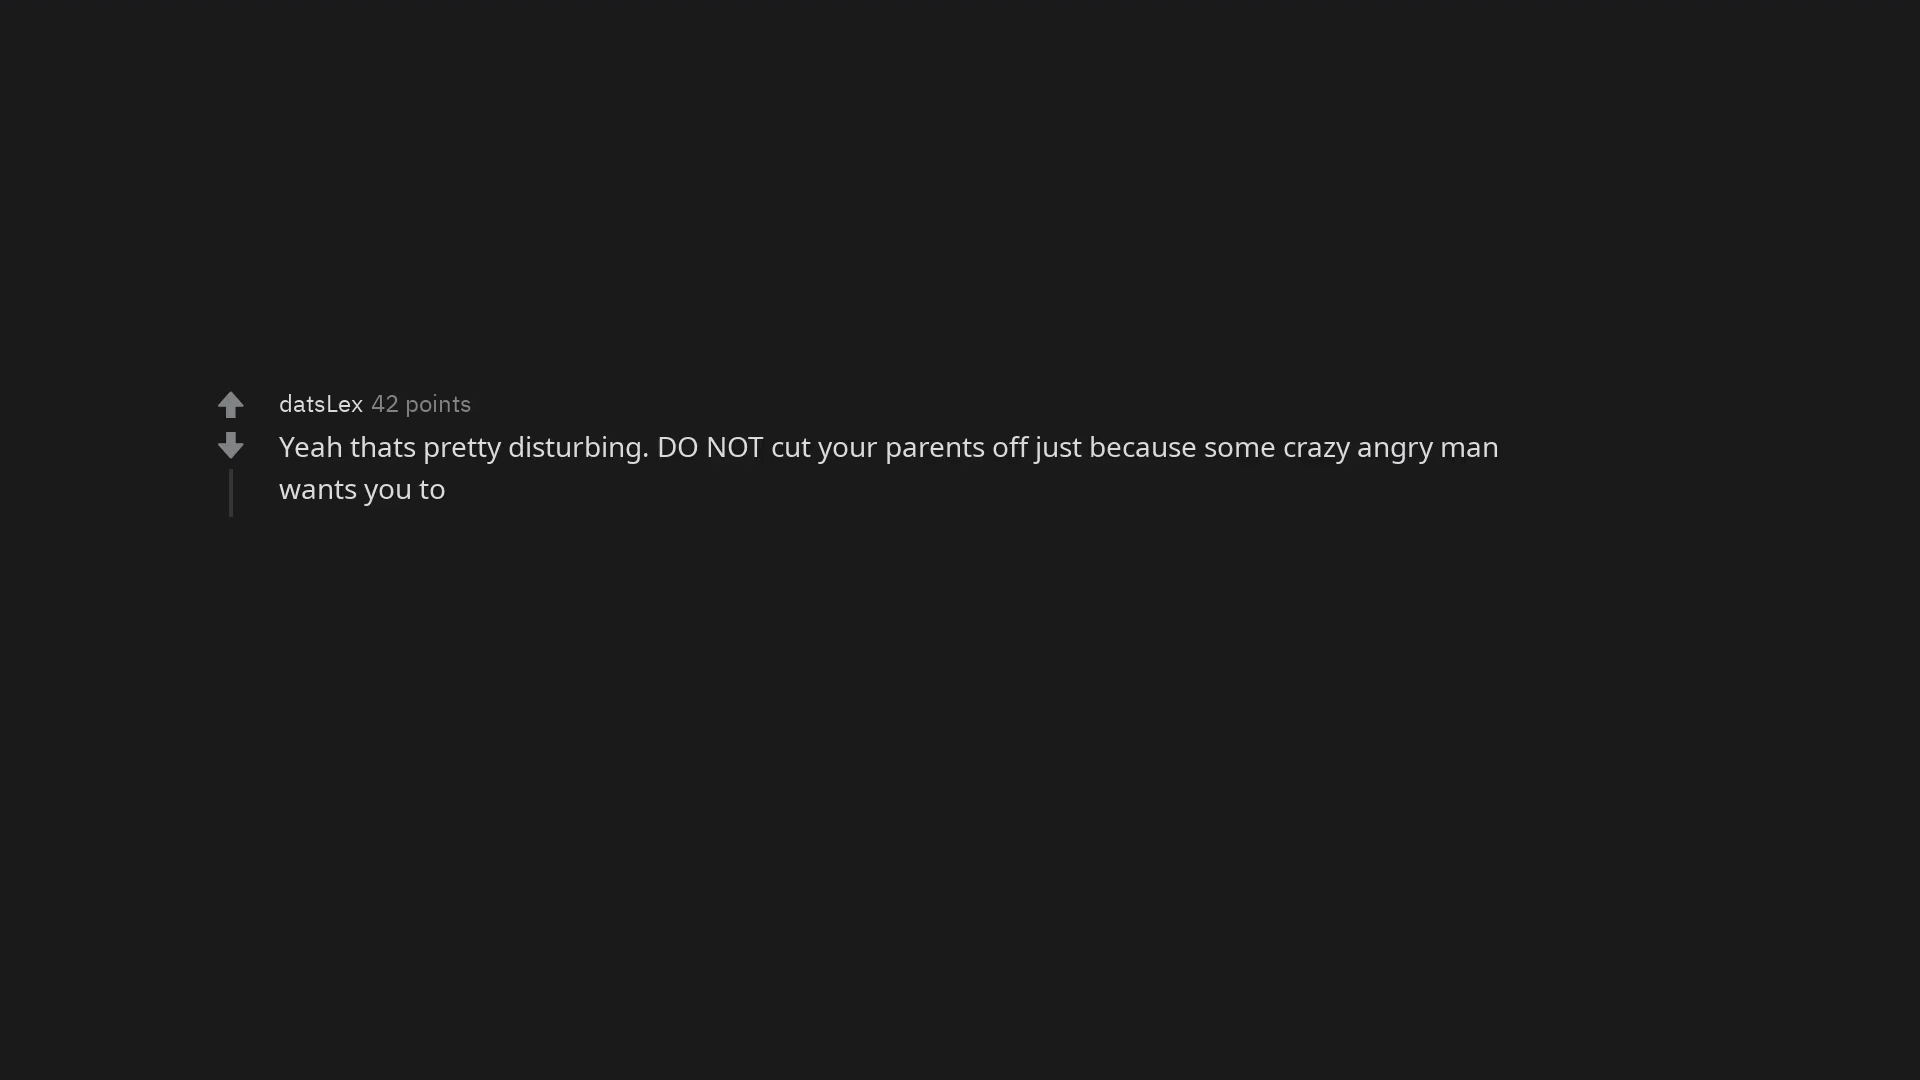 datsLex 42 points
Yeah thats pretty disturbing. DO NOT cut your parents off just because some crazy angry man
wants you to